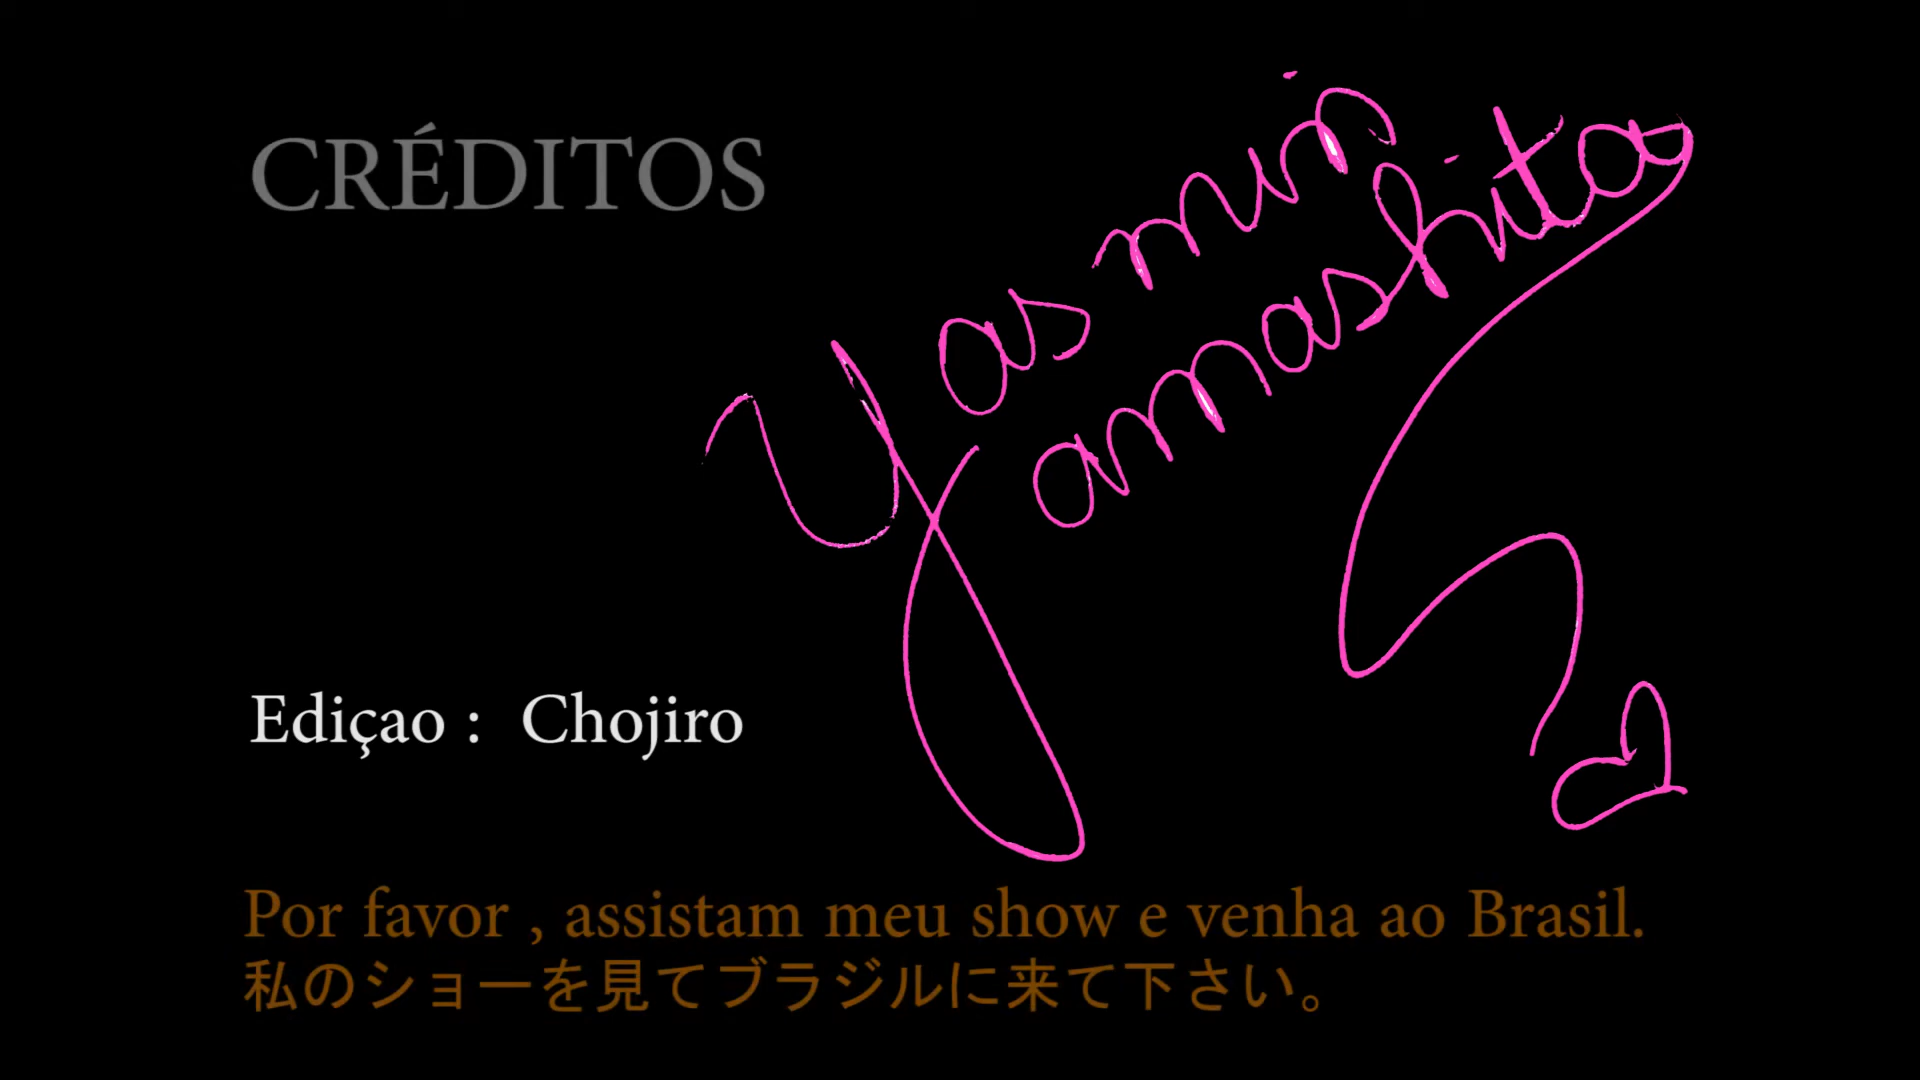 CRÉDITOS
Yasmin
Yamashita
Ediçao : Chojiro
Por favor , assistam meu show e venha ao Brasil.
私のショーを見てブラジルに来て下さい。